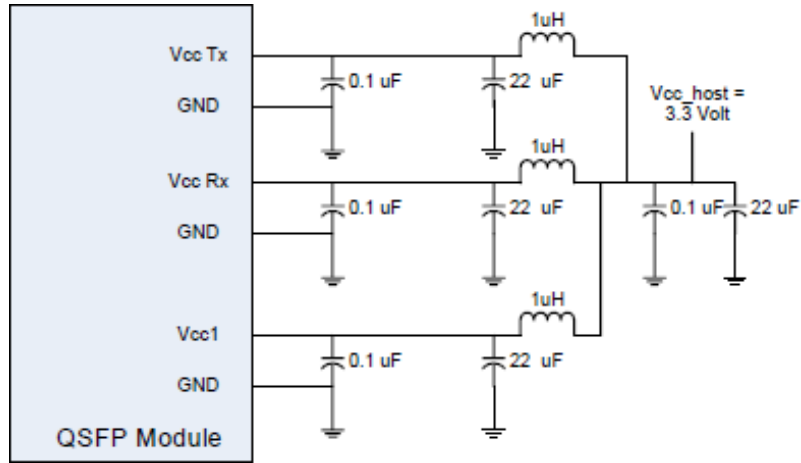 1uH
Vcc Tx
0.1 uF
22 uF
GND
Vcc_host =
3.3 Volt
1uH
Vcc Rx
0.1 uF
22 uF
0.1 uF
22 uF
GND
1uH
Vcc1
0.1 uF
22 uF
GND
QSFP Module